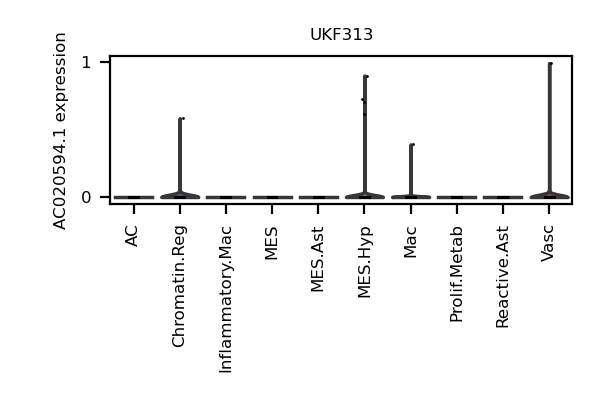 UKF313
AC020594.1 expression
1
0
AC
Chromatin.Reg
Inflammatory.Mac
MES
MES.Ast
MES.Hyp
Mac
Prolif.Metab
Reactive.Ast
Vasc